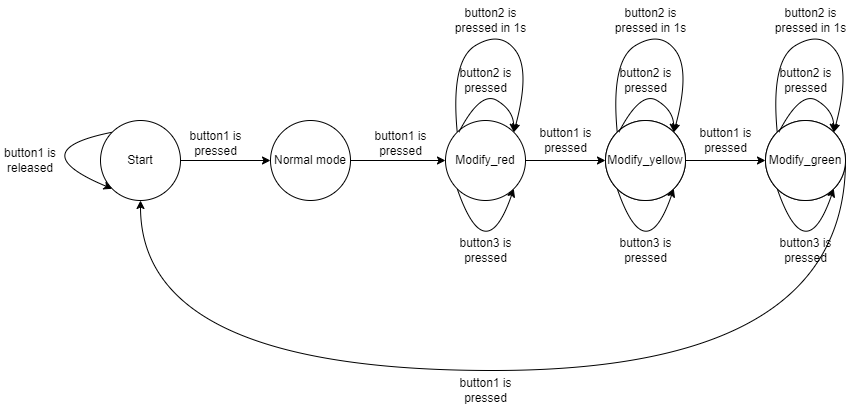 button2 is
pressed in 1s
button2 is
pressed in 1s
button2 is
pressed in 1s
button2 is
pressed
button2 is
pressed
button2 is
pressed
button1 is
released
Start
button1 is
pressed
Normal mode
button1 is
pressed
Modify_red
button1 is
pressed
Modify_yellow
button1 is
pressed
Modify_green
button3 is
pressed
button3 is
pressed
button3 is
pressed
button1 is
pressed